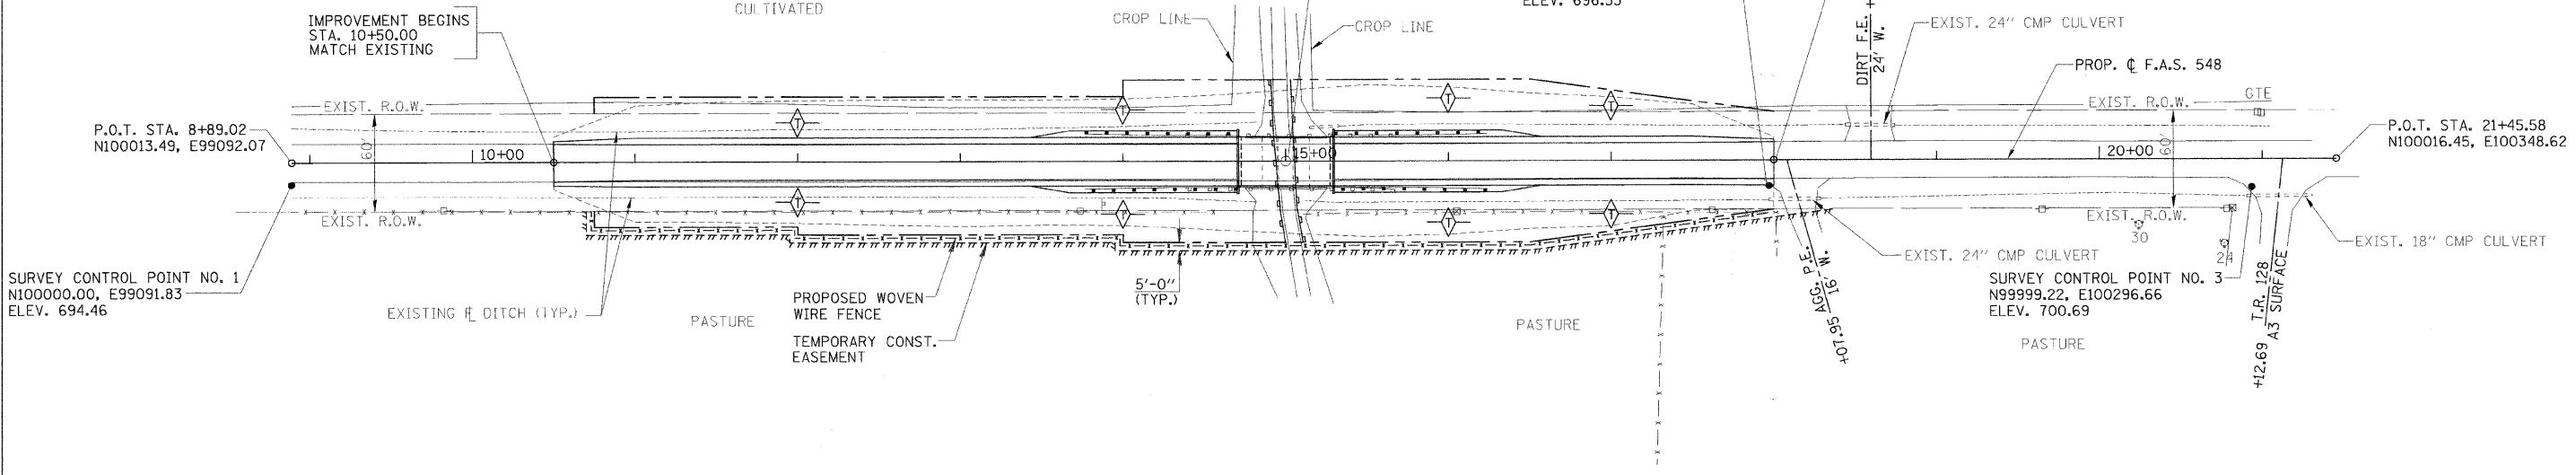 IMPROVEMENT BEGINS
STA. 10+50.00
MATCH EXISTING
CULTIVATED
CROP LINE
CROP LINE
DIRT F.E. +
24' W.
EXIST. 24" CMP CULVERT
PROP. ℄ F.A.S. 548
P.O.T. STA. 8+89.02
N100013.49, E99092.07
EXIST. R.O.W.
60'
10+00
15+00
20+00
60'
EXIST. R.O.W.
GTE
P.O.T. STA. 21+45.58
N100016.45, E100348.62
T
T
T
T
T
T
T
T
EXIST. R.O.W.
EXIST. R.O.W.
30
24
EXIST. 18" CMP CULVERT
EXIST. 24" CMP CULVERT
SURVEY CONTROL POINT NO. 1
N100000.00, E99091.83
ELEV. 694.46
EXISTING ℄ DITCH (TYP.)
PASTURE
PROPOSED WOVEN
WIRE FENCE
TEMPORARY CONST.
EASEMENT
5'-0"
(TYP.)
PASTURE
+07.95 AGG. P.E.
16' W.
SURVEY CONTROL POINT NO. 3
N99999.22, E100296.66
ELEV. 700.69
PASTURE
+12.69 T.R. 128
A3 SURFACE